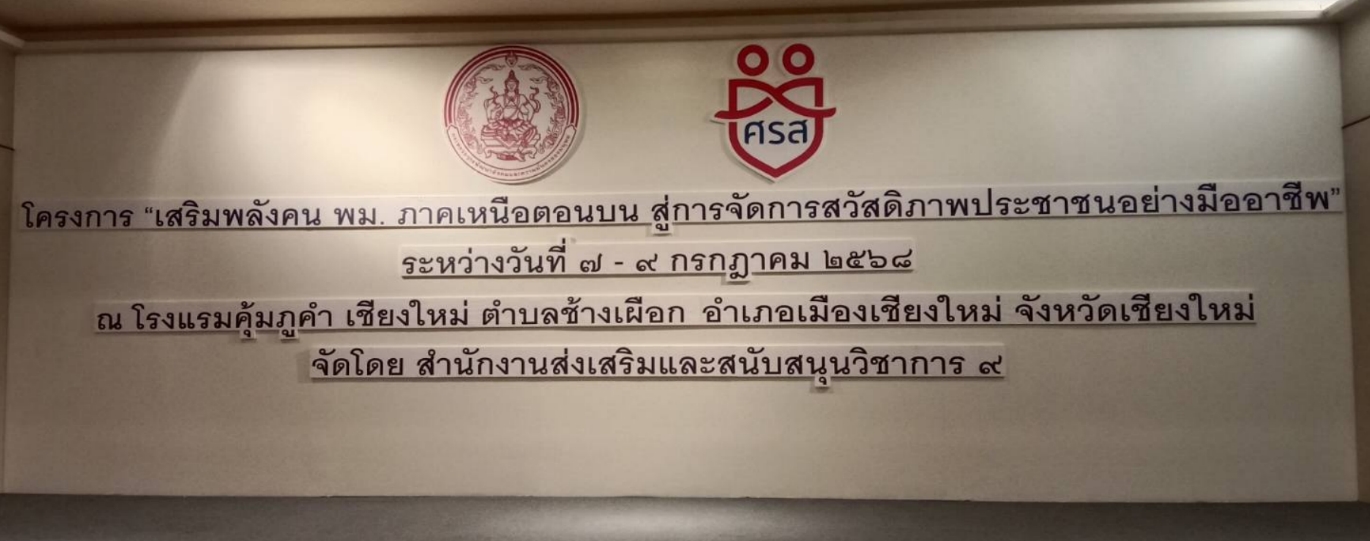 ศรส
โครงการ “เสริมพลังคน พม. ภาคเหนือตอนบน สู่การจัดการสวัสดิภาพประชาชนอย่างมืออาชีพ”
ระหว่างวันที่ ๗ - ๙ กรกฎาคม ๒๕๖๘
ณ โรงแรมคุ้มภูคำ เชียงใหม่ ตำบลช้างเผือก อำเภอเมืองเชียงใหม่ จังหวัดเชียงใหม่
จัดโดย สำนักงานส่งเสริมและสนับสนุนวิชาการ ๙